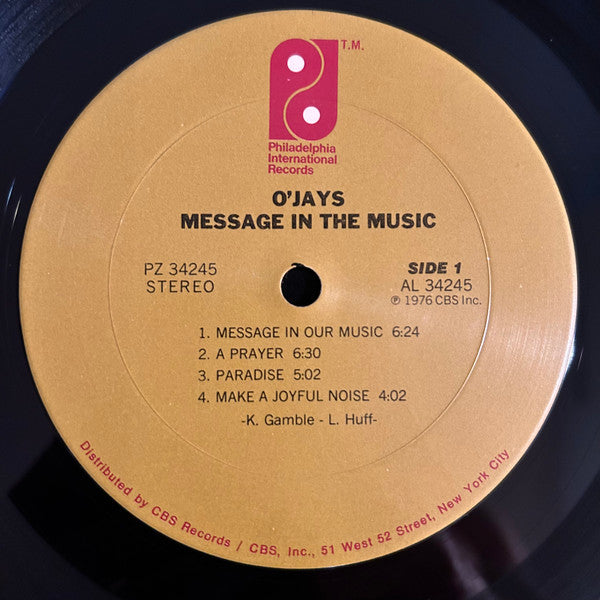 T.M.
Philadelphia
International
Records
O'JAYS
MESSAGE IN THE MUSIC
PZ 34245
STEREO
SIDE 1
AL 34245
℗ 1976 CBS Inc.
1. MESSAGE IN OUR MUSIC 6:24
2. A PRAYER 6:30
3. PARADISE 5:02
4. MAKE A JOYFUL NOISE 4:02
-K. Gamble - L. Huff-
Distributed by CBS Records / CBS, Inc., 51 West 52 Street, New York City